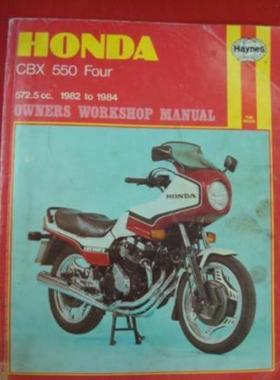 HONDA
Haynes
CBX 550 Four
572.5 cc. 1982 to 1984
OWNERS WORKSHOP MANUAL
HONDA